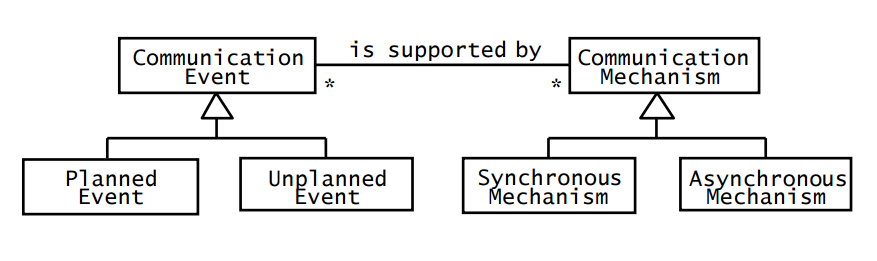 Communication
Event
is supported by
*
*
Communication
Mechanism
Planned
Event
Unplanned
Event
Synchronous
Mechanism
Asynchronous
Mechanism